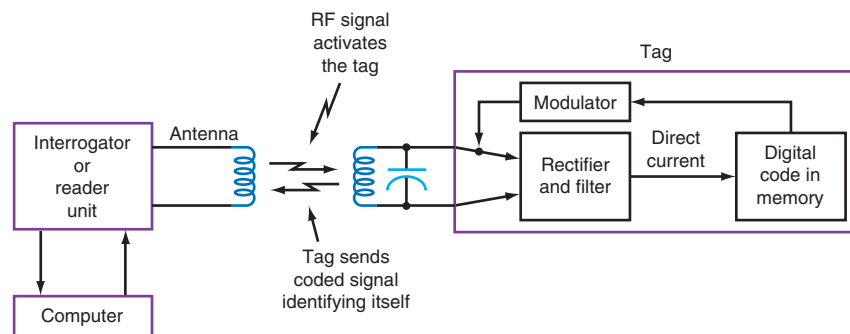 RF signal
activates
the tag
Tag
Modulator
Antenna
Interrogator
or
reader
unit
Rectifier
and filter
Direct
current
Digital
code in
memory
Tag sends
coded signal
identifying itself
Computer